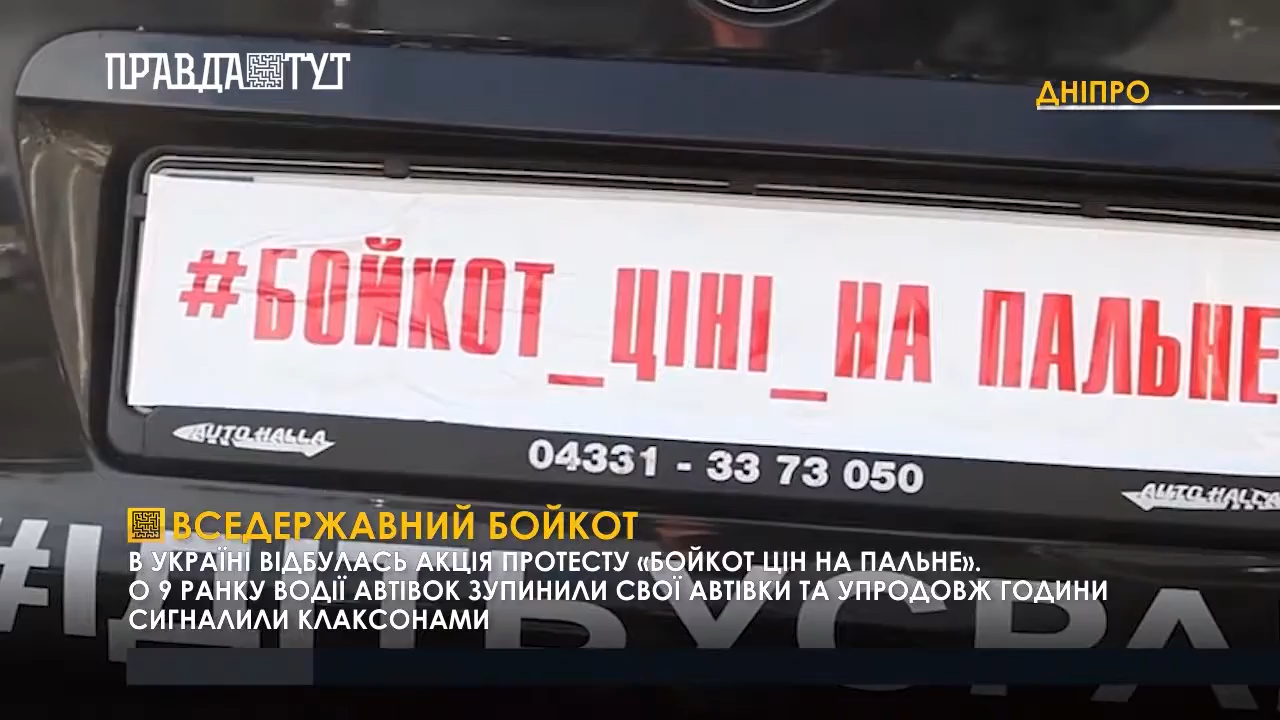 ПРАВДА ТУТ
ДНІПРО
#БОЙКОТ_ЦІНІ_НА ПАЛЬНЕ
AUTO HALLA
04331 - 33 73 050
AUTO HALLA
ВСЕДЕРЖАВНИЙ БОЙКОТ
В УКРАЇНІ ВІДБУЛАСЬ АКЦІЯ ПРОТЕСТУ «БОЙКОТ ЦІН НА ПАЛЬНЕ».
О 9 РАНКУ ВОДІЇ АВТІВОК ЗУПИНИЛИ СВОЇ АВТІВКИ ТА УПРОДОВЖ ГОДИНИ
СИГНАЛИЛИ КЛАКСОНАМИ